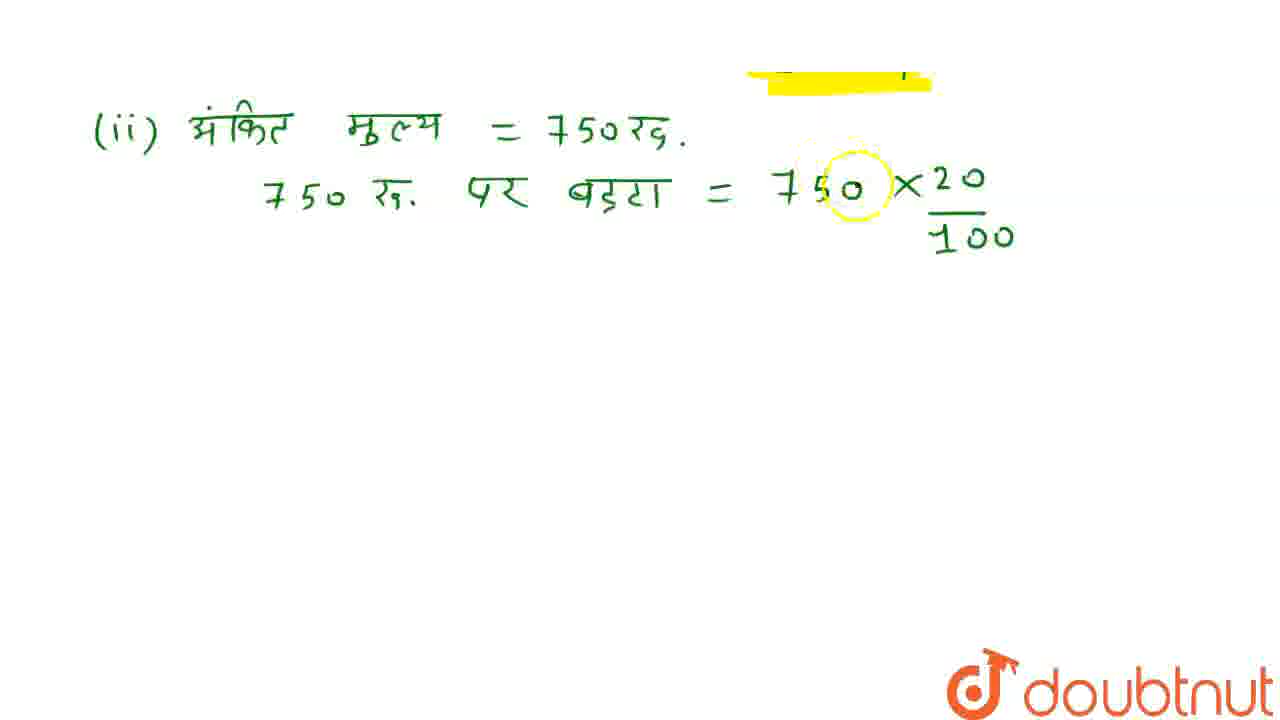 (ii) अंकित मुल्य = 750 रु.
750 रु. पर बट्टा = 750 × 20
100
doubtnut